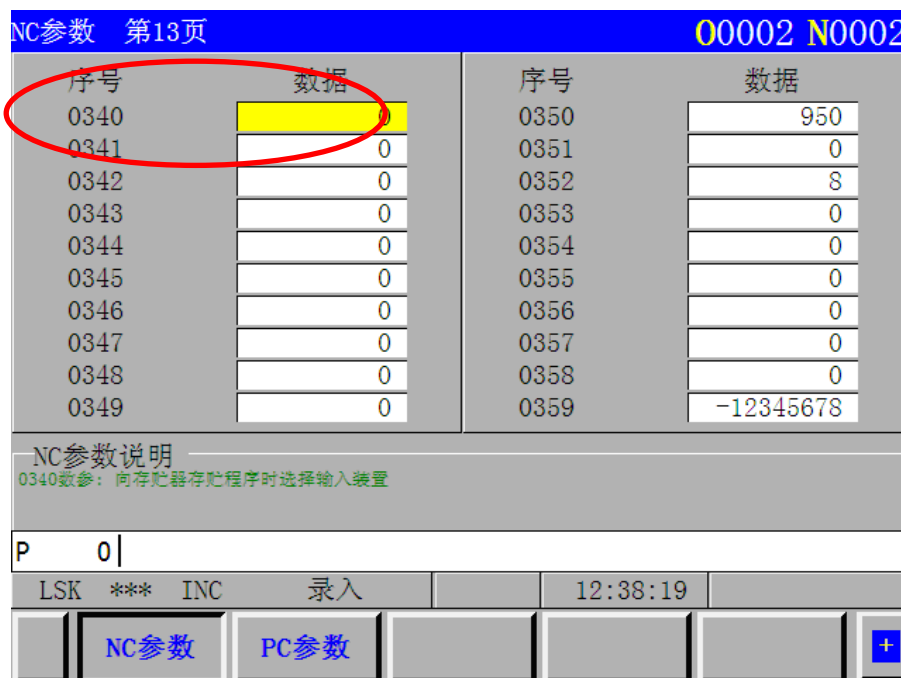 NC参数 第13页 O0002 N0002
序号 数据 序号 数据
0340 0 0350 950
0341 0 0351 0
0342 0 0352 8
0343 0 0353 0
0344 0 0354 0
0345 0 0355 0
0346 0 0356 0
0347 0 0357 0
0348 0 0358 0
0349 0 0359 -12345678
NC参数说明
0340数参: 向存贮器存贮程序时选择输入装置
P 0
LSK *** INC 录入 12:38:19
NC参数 PC参数 +